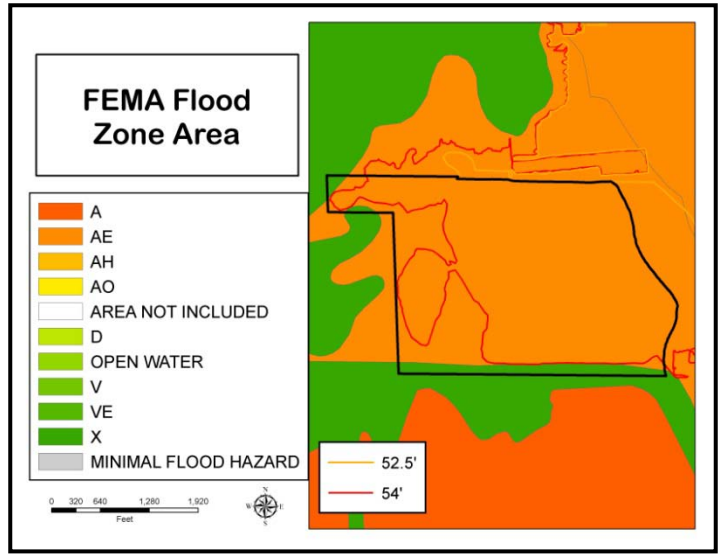 FEMA Flood
Zone Area
A
AE
AH
AO
AREA NOT INCLUDED
D
OPEN WATER
V
VE
X
MINIMAL FLOOD HAZARD
0 320 640 1,280 1,920
Feet
N
W E
S
52.5'
54'